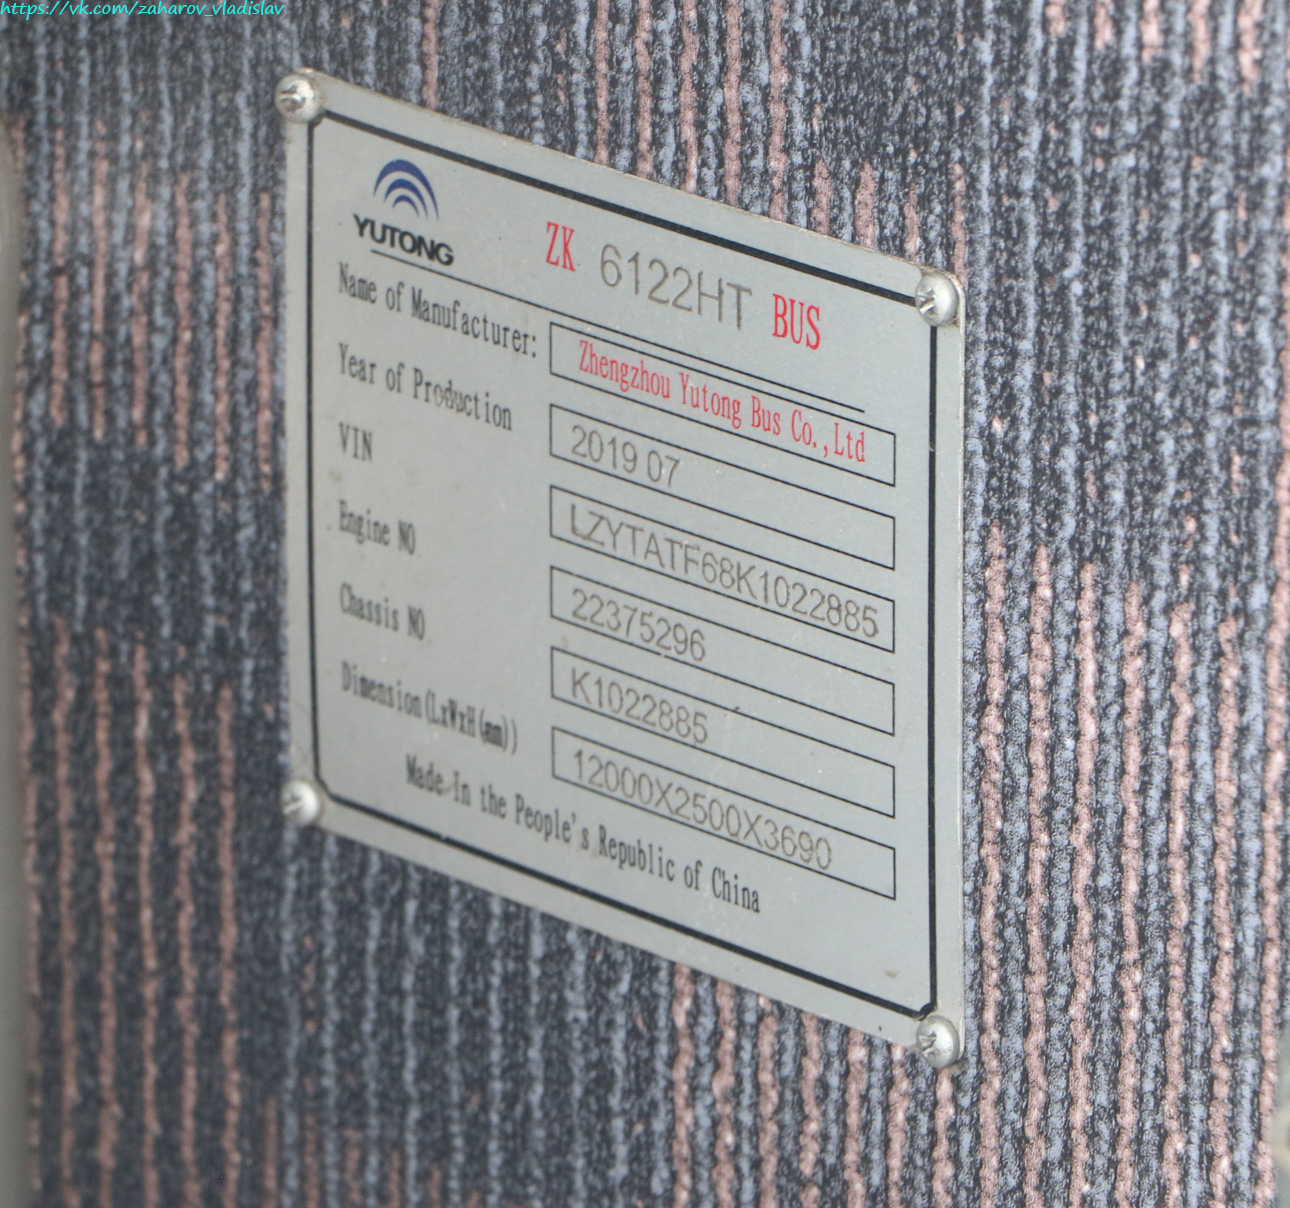 https://vk.com/zaharov_vladislav
YUTONG
ZK 6122HT BUS
Name of Manufacturer: Zhengzhou Yutong Bus Co.,Ltd
Year of Production 2019 07
VIN LZYTATF68K1022885
Engine NO 22375296
Chassis NO K1022885
Dimension(LxWxH(mm)) 12000X2500X3690
Made In the People's Republic of China